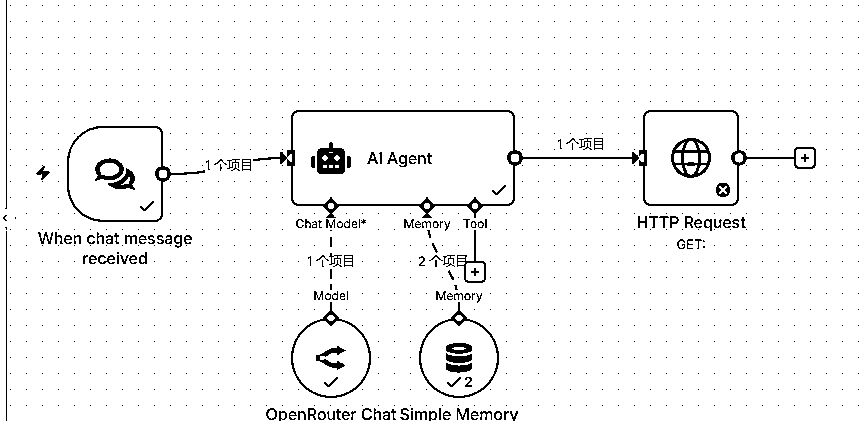 1个项目
AI Agent
1个项目
When chat message
received
Chat Model*
Memory
Tool
HTTP Request
GET:
1个项目
2个项目
Model
Memory
2
OpenRouter Chat
Simple Memory